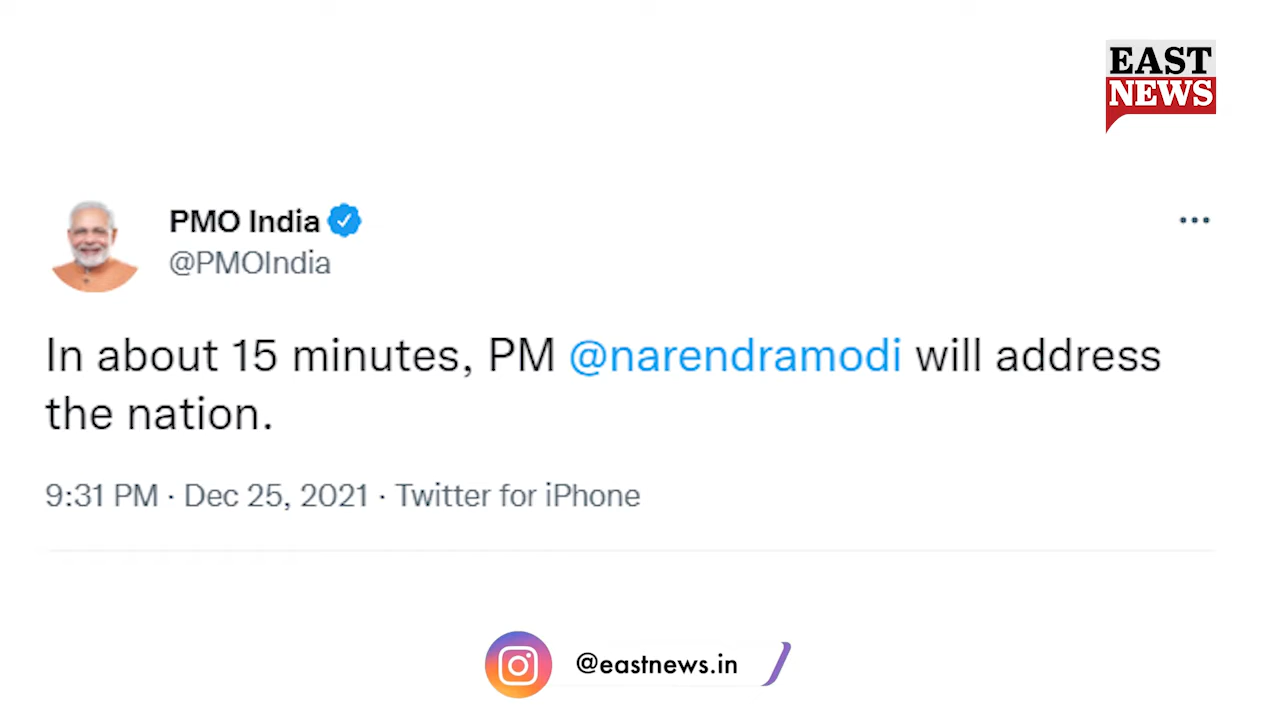 EAST
NEWS
PMO India
@PMOIndia
In about 15 minutes, PM @narendramodi will address
the nation.
9:31 PM · Dec 25, 2021 · Twitter for iPhone
@eastnews.in